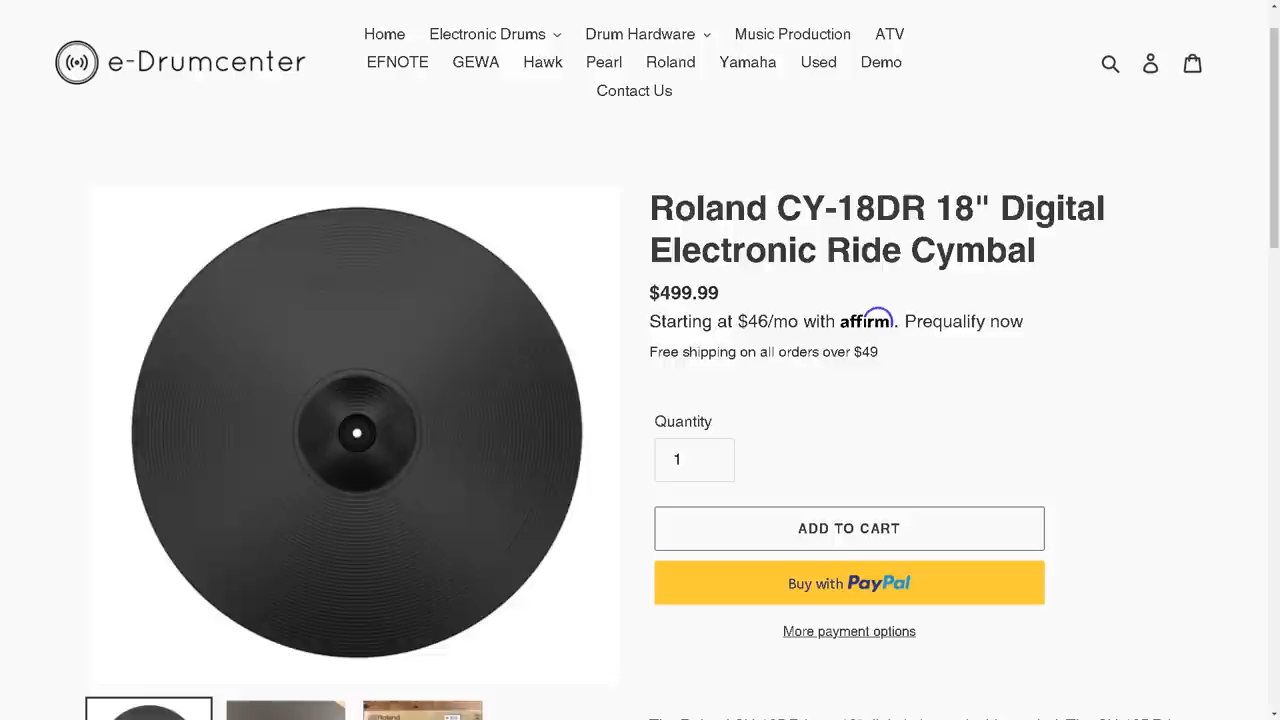 e-Drumcenter
Home Electronic Drums Drum Hardware Music Production ATV
EFNOTE GEWA Hawk Pearl Roland Yamaha Used Demo
Contact Us
Roland CY-18DR 18" Digital
Electronic Ride Cymbal
$499.99
Starting at $46/mo with affirm. Prequalify now
Free shipping on all orders over $49
Quantity
1
ADD TO CART
Buy with PayPal
More payment options
Roland